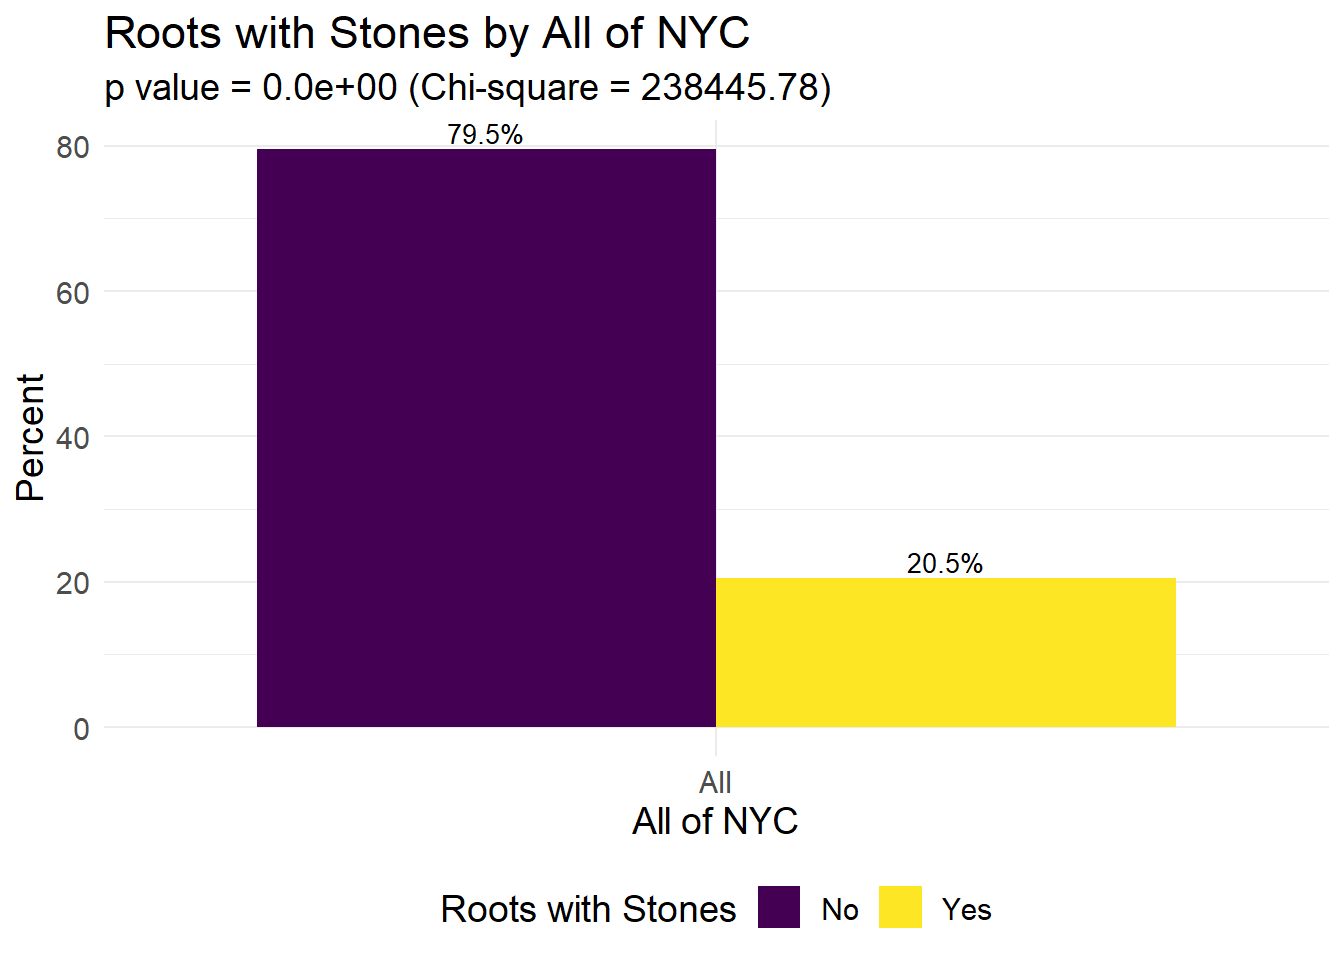 Roots with Stones by All of NYC
p value = 0.0e+00 (Chi-square = 238445.78)
79.5%
80
60
Percent
40
20.5%
20
0
All
All of NYC
Roots with Stones No Yes